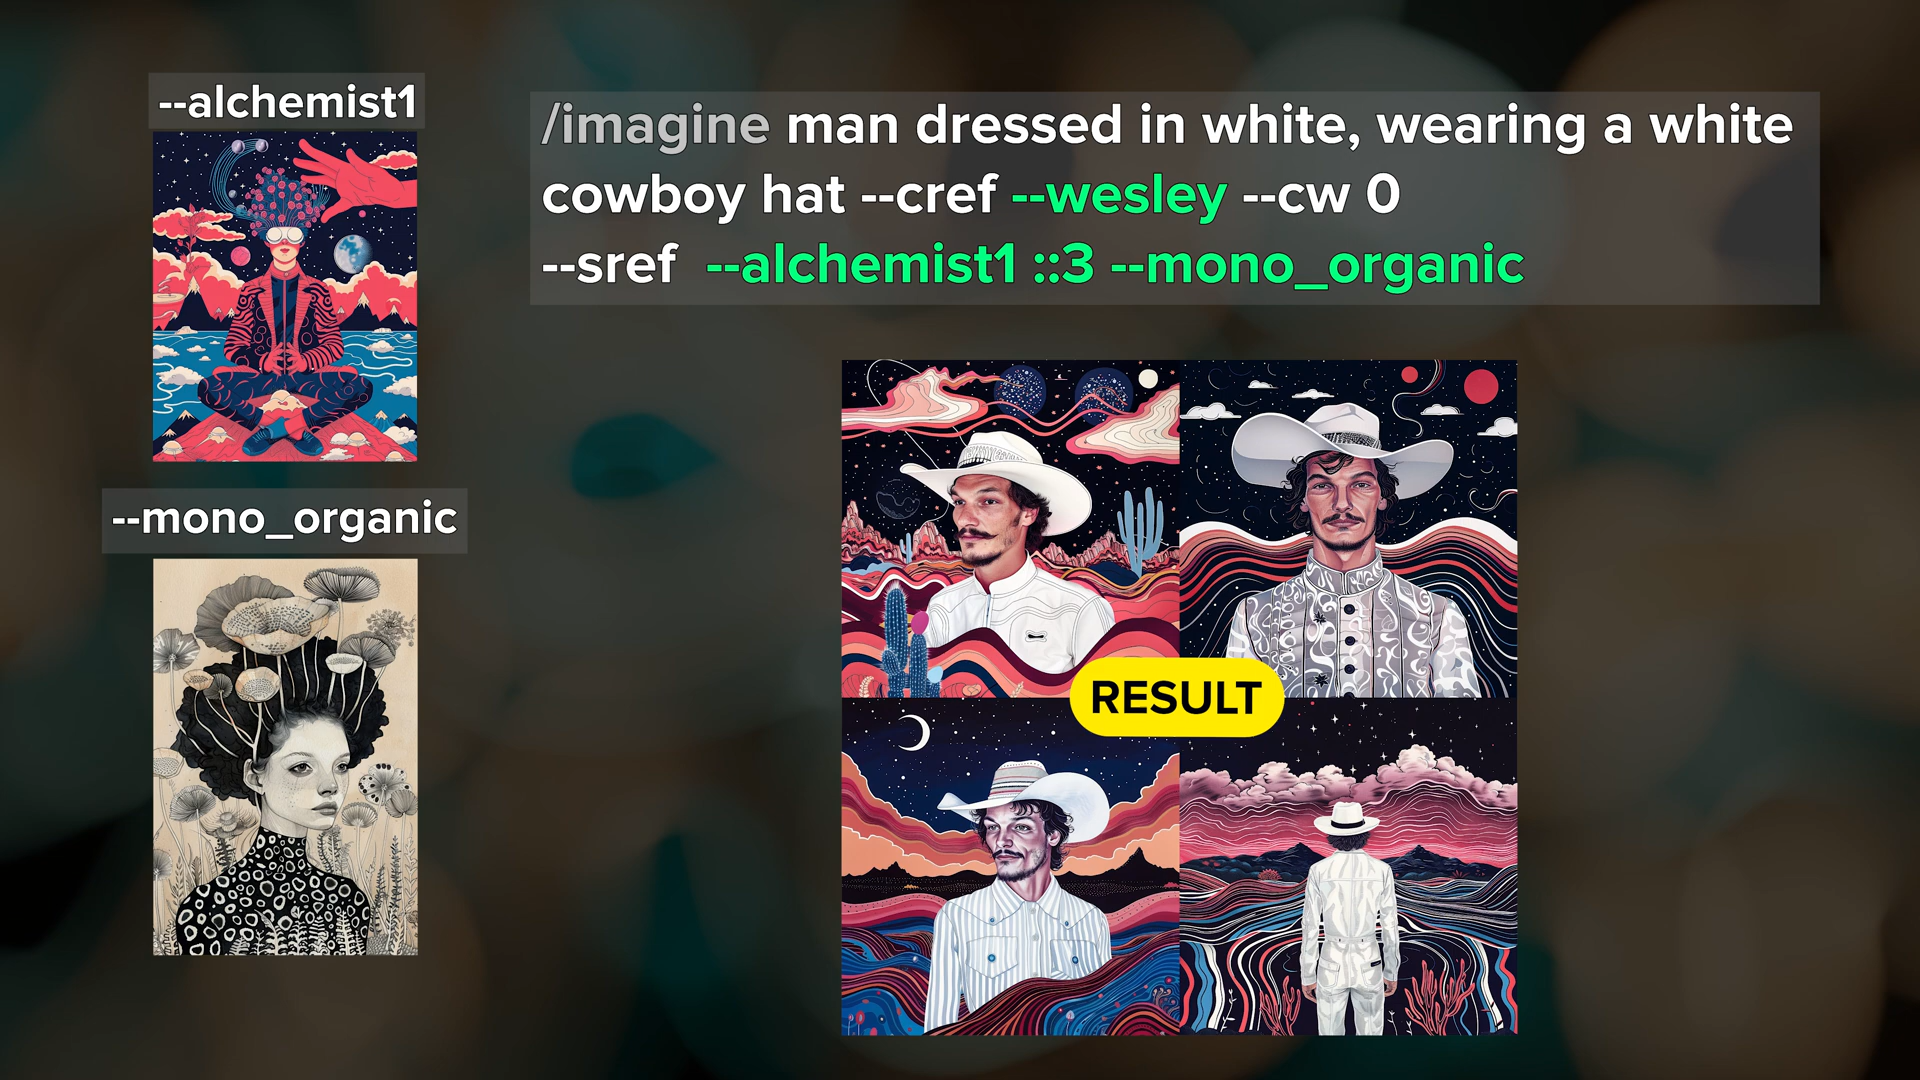 --alchemist1
/imagine man dressed in white, wearing a white
cowboy hat --cref --wesley --cw 0
--sref --alchemist1 ::3 --mono_organic
--mono_organic
RESULT